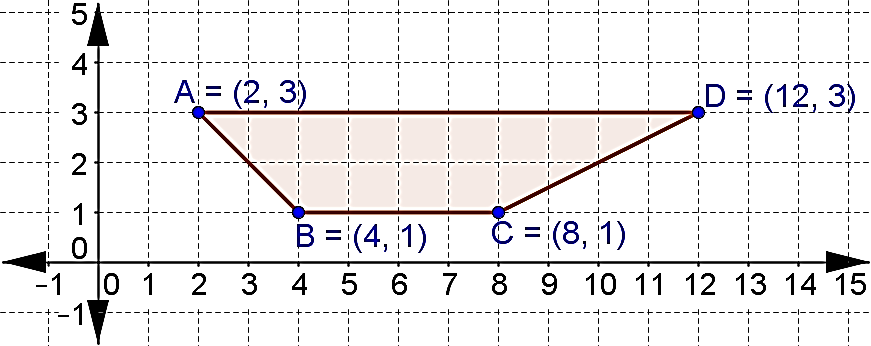 5
4
A = (2, 3)
D = (12, 3)
3
2
1
B = (4, 1)
C = (8, 1)
0
−1 0 1 2 3 4 5 6 7 8 9 10 11 12 13 14 15
−1